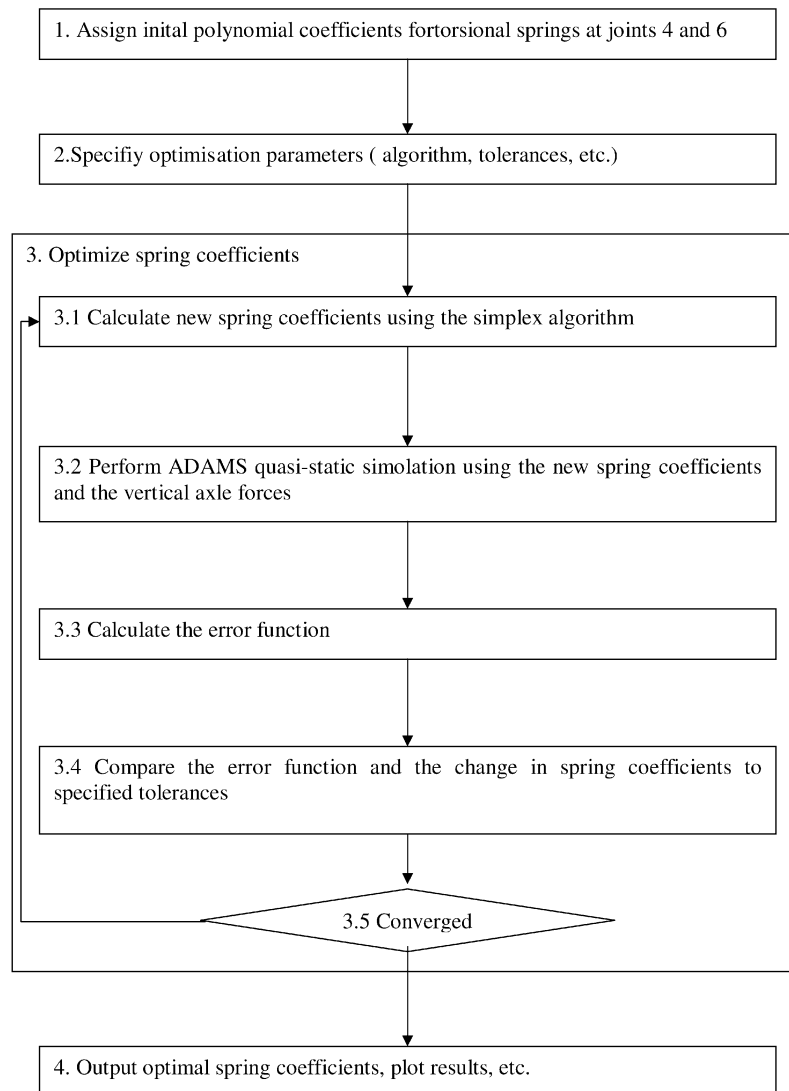 1. Assign inital polynomial coefficients fortorsional springs at joints 4 and 6
2.Specifiy optimisation parameters ( algorithm, tolerances, etc.)
3. Optimize spring coefficients
3.1 Calculate new spring coefficients using the simplex algorithm
3.2 Perform ADAMS quasi-static simolation using the new spring coefficients
and the vertical axle forces
3.3 Calculate the error function
3.4 Compare the error function and the change in spring coefficients to
specified tolerances
3.5 Converged
4. Output optimal spring coefficients, plot results, etc.